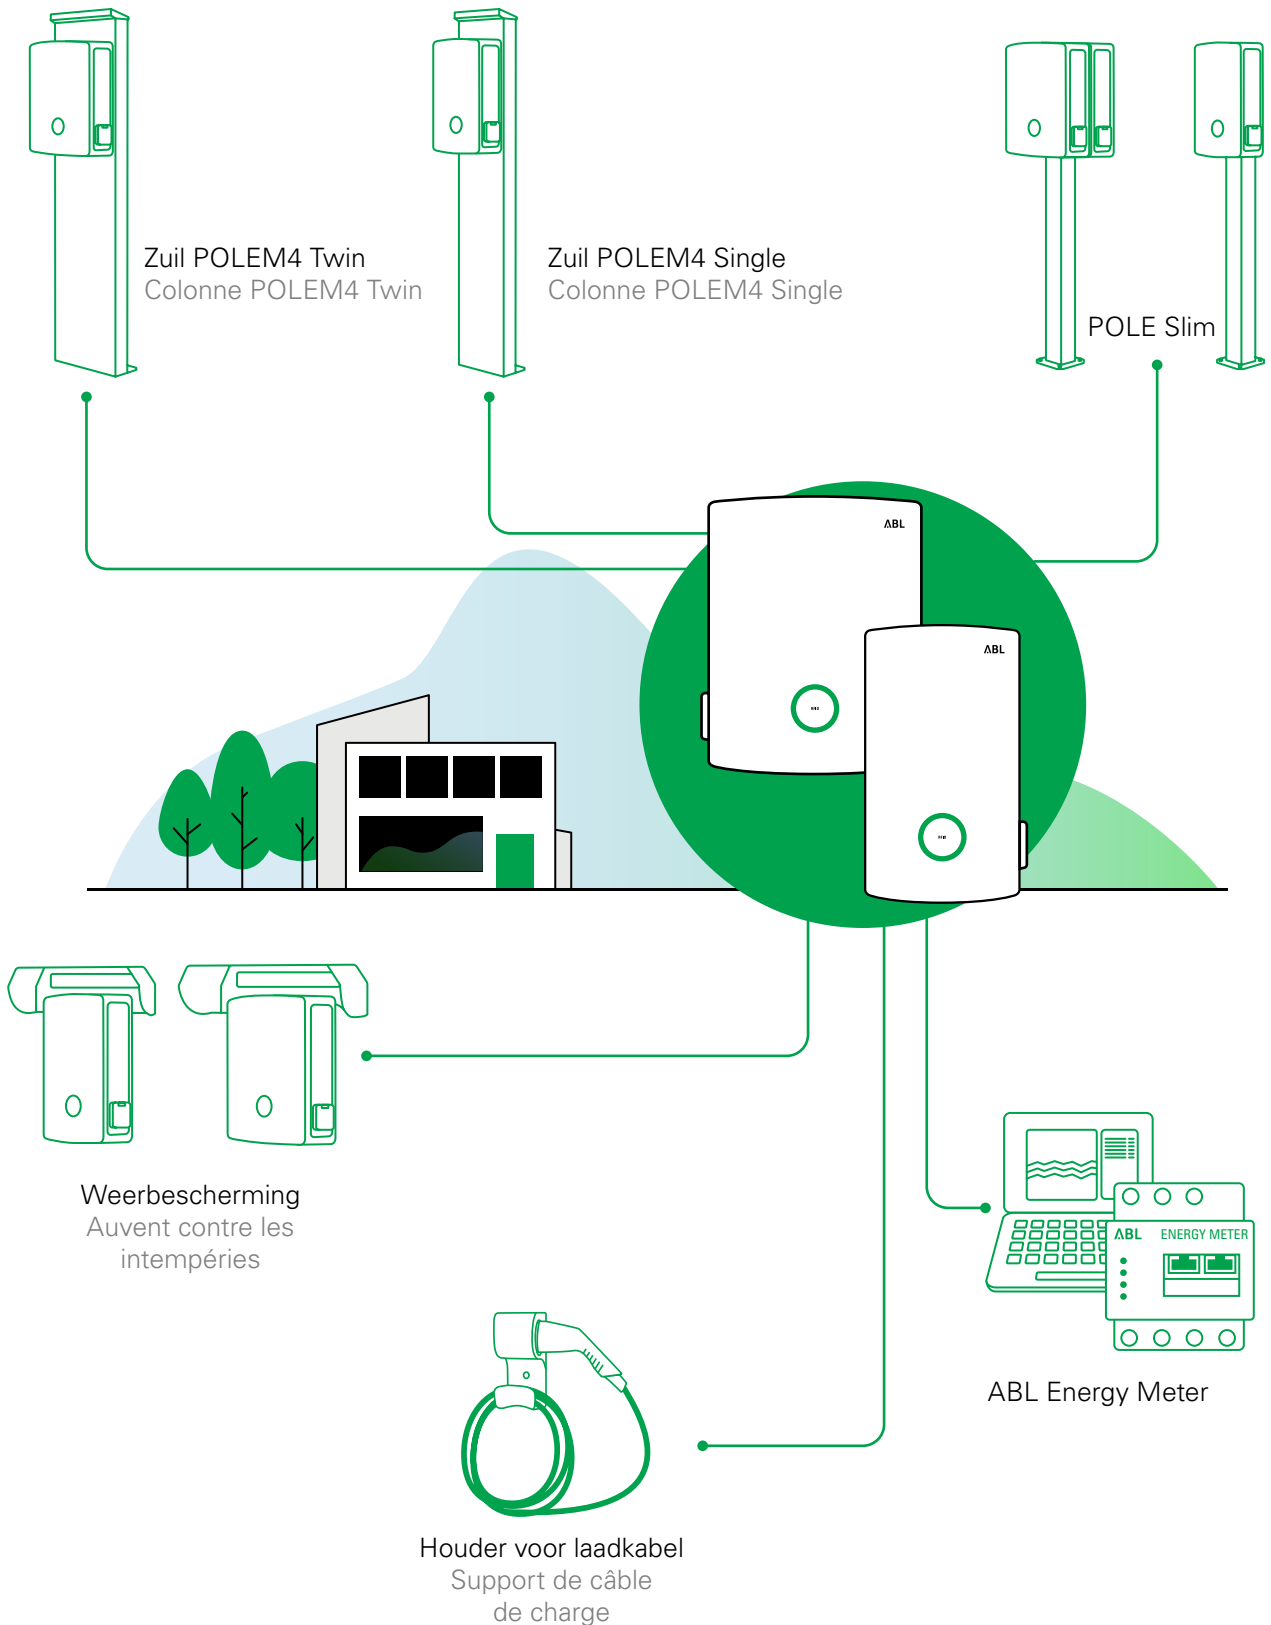 Zuil POLEM4 Twin
Colonne POLEM4 Twin
Zuil POLEM4 Single
Colonne POLEM4 Single
POLE Slim
ABL
ABL
Weerbescherming
Auvent contre les
intempéries
ABL ENERGY METER
ABL Energy Meter
Houder voor laadkabel
Support de câble
de charge